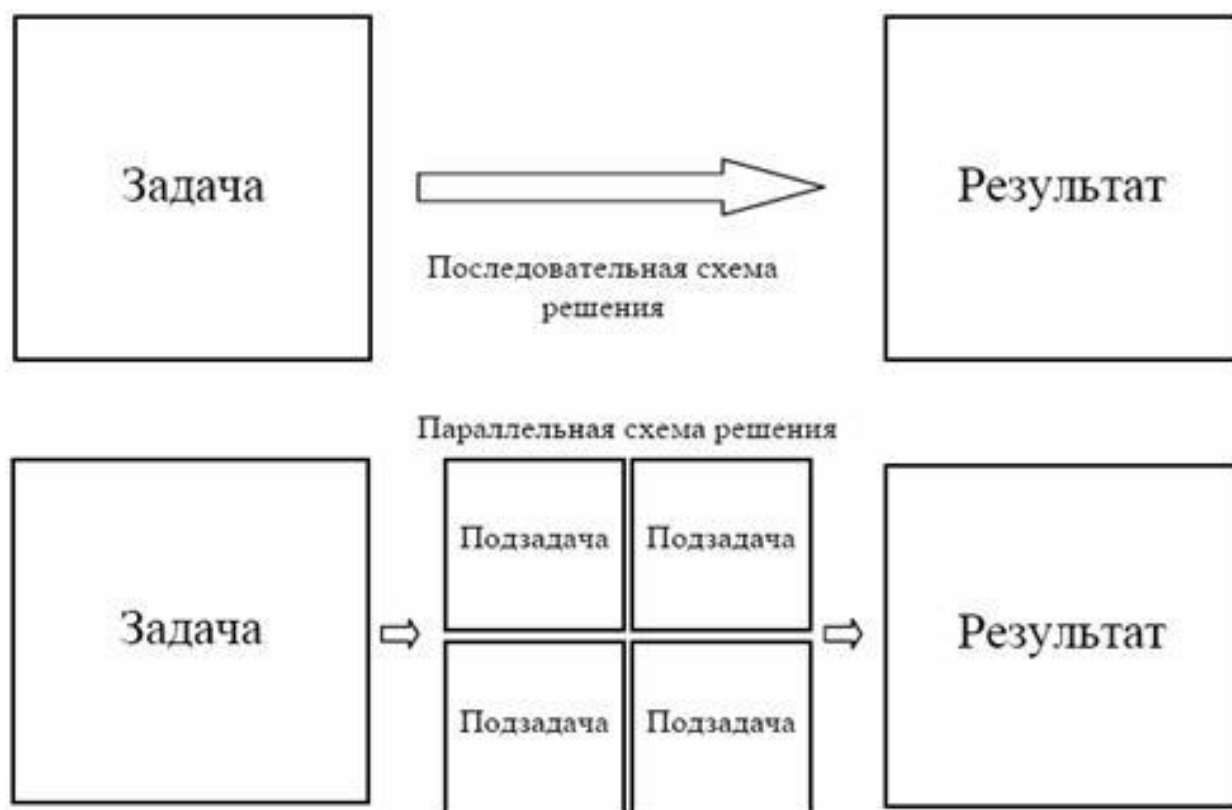 Задача
Последовательная схема
решения
Результат
Параллельная схема решения
Задача
Подзадача
Подзадача
Подзадача
Подзадача
Результат